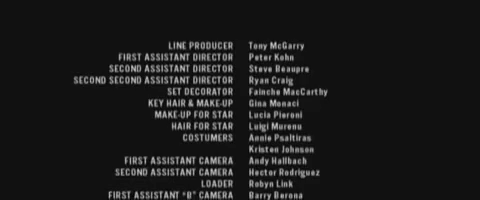 LINE PRODUCER Tony McGarry
FIRST ASSISTANT DIRECTOR Peter Kohn
SECOND ASSISTANT DIRECTOR Steve Beaupre
SECOND SECOND ASSISTANT DIRECTOR Ryan Craig
SET DECORATOR Fainche MacCarthy
KEY HAIR & MAKE-UP Gina Monaci
MAKE-UP FOR STAR Lucia Pieroni
HAIR FOR STAR Luigi Murenu
COSTUMERS Annie Psaltiras
Kristen Johnson
FIRST ASSISTANT CAMERA Andy Hallbach
SECOND ASSISTANT CAMERA Hector Rodriguez
LOADER Robyn Link
FIRST ASSISTANT "B" CAMERA Barry Berona